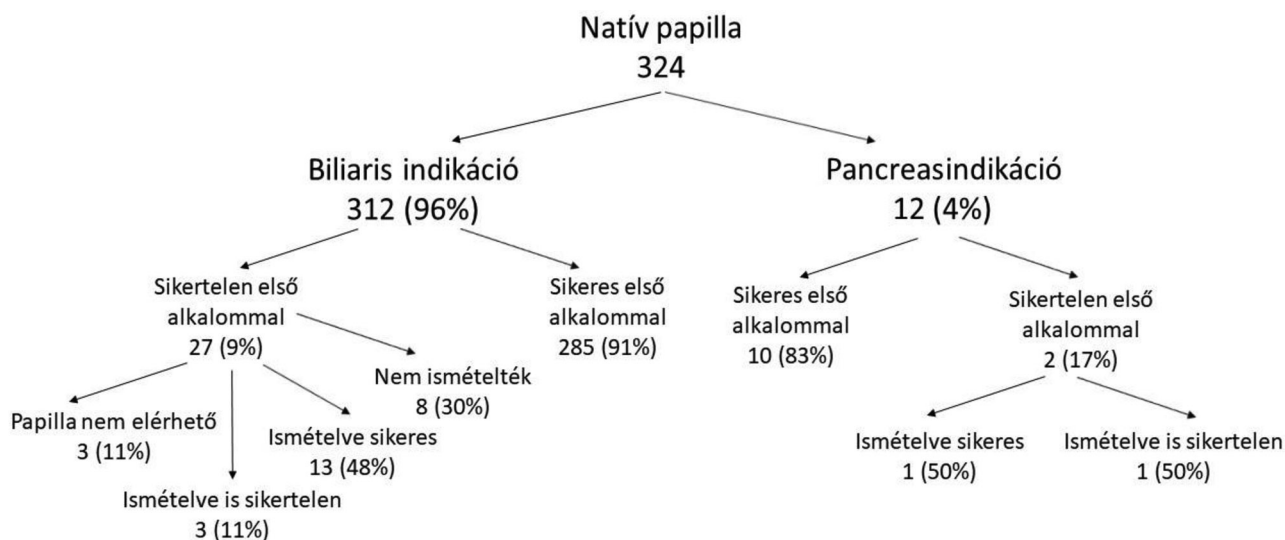 Natív papilla
324
Biliaris indikáció
312 (96%)
Pancreasindikáció
12 (4%)
Sikertelen első
alkalommal
27 (9%)
Sikeres első
alkalommal
285 (91%)
Sikeres első
alkalommal
10 (83%)
Sikertelen első
alkalommal
2 (17%)
Papilla nem elérhető
3 (11%)
Ismételve is sikertelen
3 (11%)
Ismételve sikeres
13 (48%)
Nem ismételték
8 (30%)
Ismételve sikeres
1 (50%)
Ismételve is sikertelen
1 (50%)